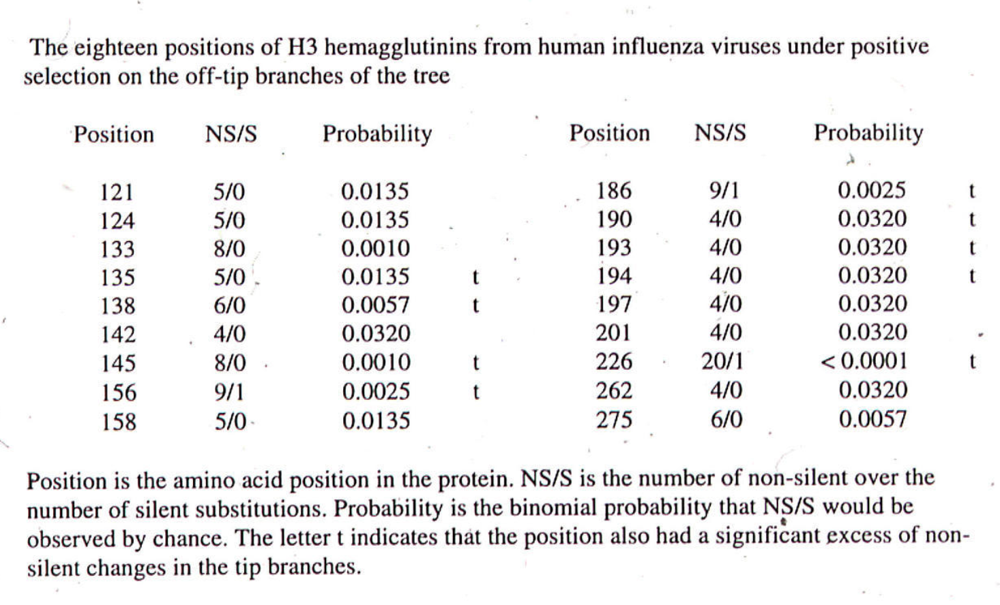 The eighteen positions of H3 hemagglutinins from human influenza viruses under positive
selection on the off-tip branches of the tree
Position NS/S Probability Position NS/S Probability
121 5/0 0.0135 186 9/1 0.0025 t
124 5/0 0.0135 190 4/0 0.0320 t
133 8/0 0.0010 193 4/0 0.0320 t
135 5/0 0.0135 t 194 4/0 0.0320 t
138 6/0 0.0057 t 197 4/0 0.0320
142 4/0 0.0320 201 4/0 0.0320
145 8/0 0.0010 t 226 20/1 < 0.0001 t
156 9/1 0.0025 t 262 4/0 0.0320
158 5/0 0.0135 275 6/0 0.0057
Position is the amino acid position in the protein. NS/S is the number of non-silent over the
number of silent substitutions. Probability is the binomial probability that NS/S would be
observed by chance. The letter t indicates that the position also had a significant excess of non-
silent changes in the tip branches.